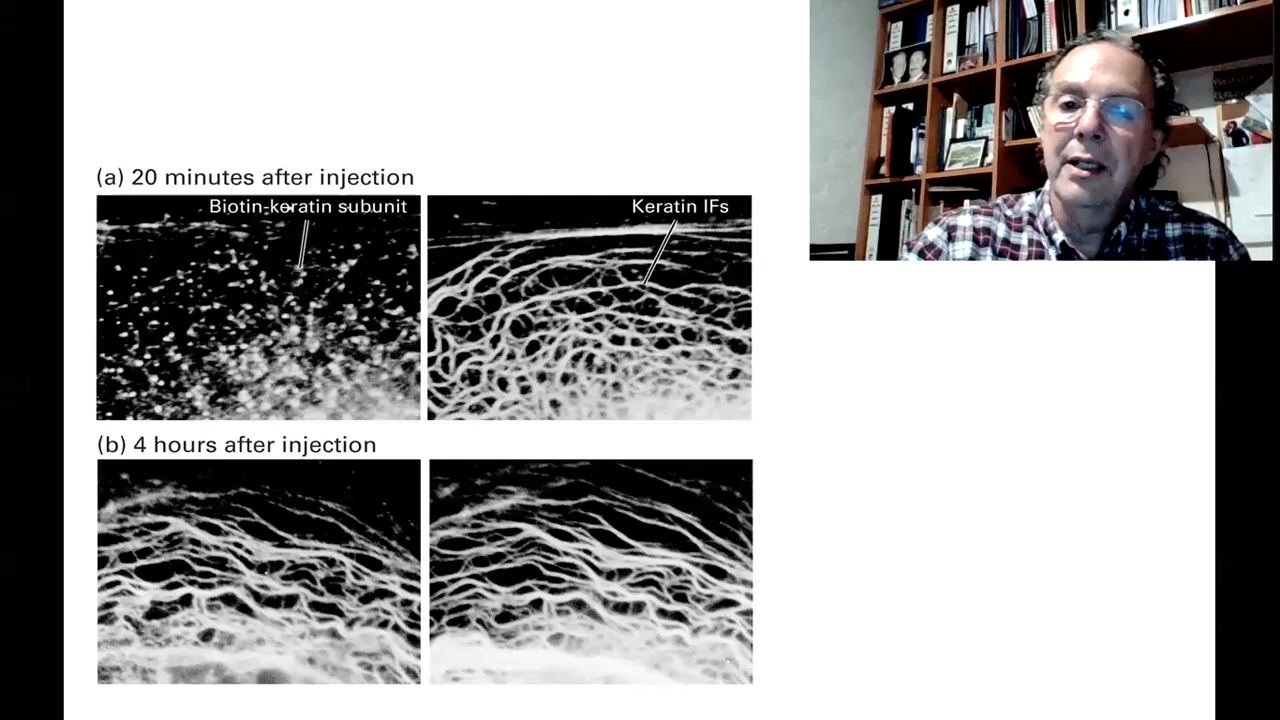 (a) 20 minutes after injection
Biotin-keratin subunit
Keratin IFs
(b) 4 hours after injection